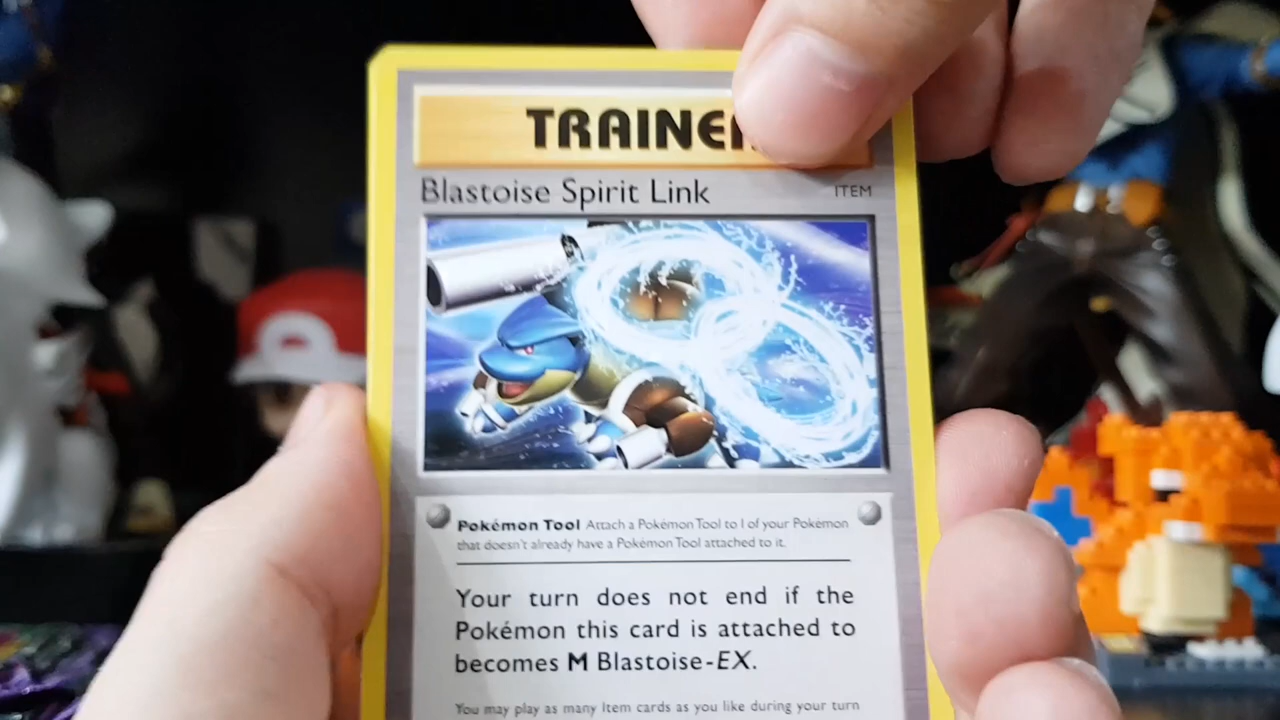 TRAINER
Blastoise Spirit Link ITEM
Pokémon Tool Attach a Pokémon Tool to 1 of your Pokémon
that doesn't already have a Pokémon Tool attached to it.
Your turn does not end if the
Pokémon this card is attached to
becomes M Blastoise-EX.
You may play as many Item cards as you like during your turn